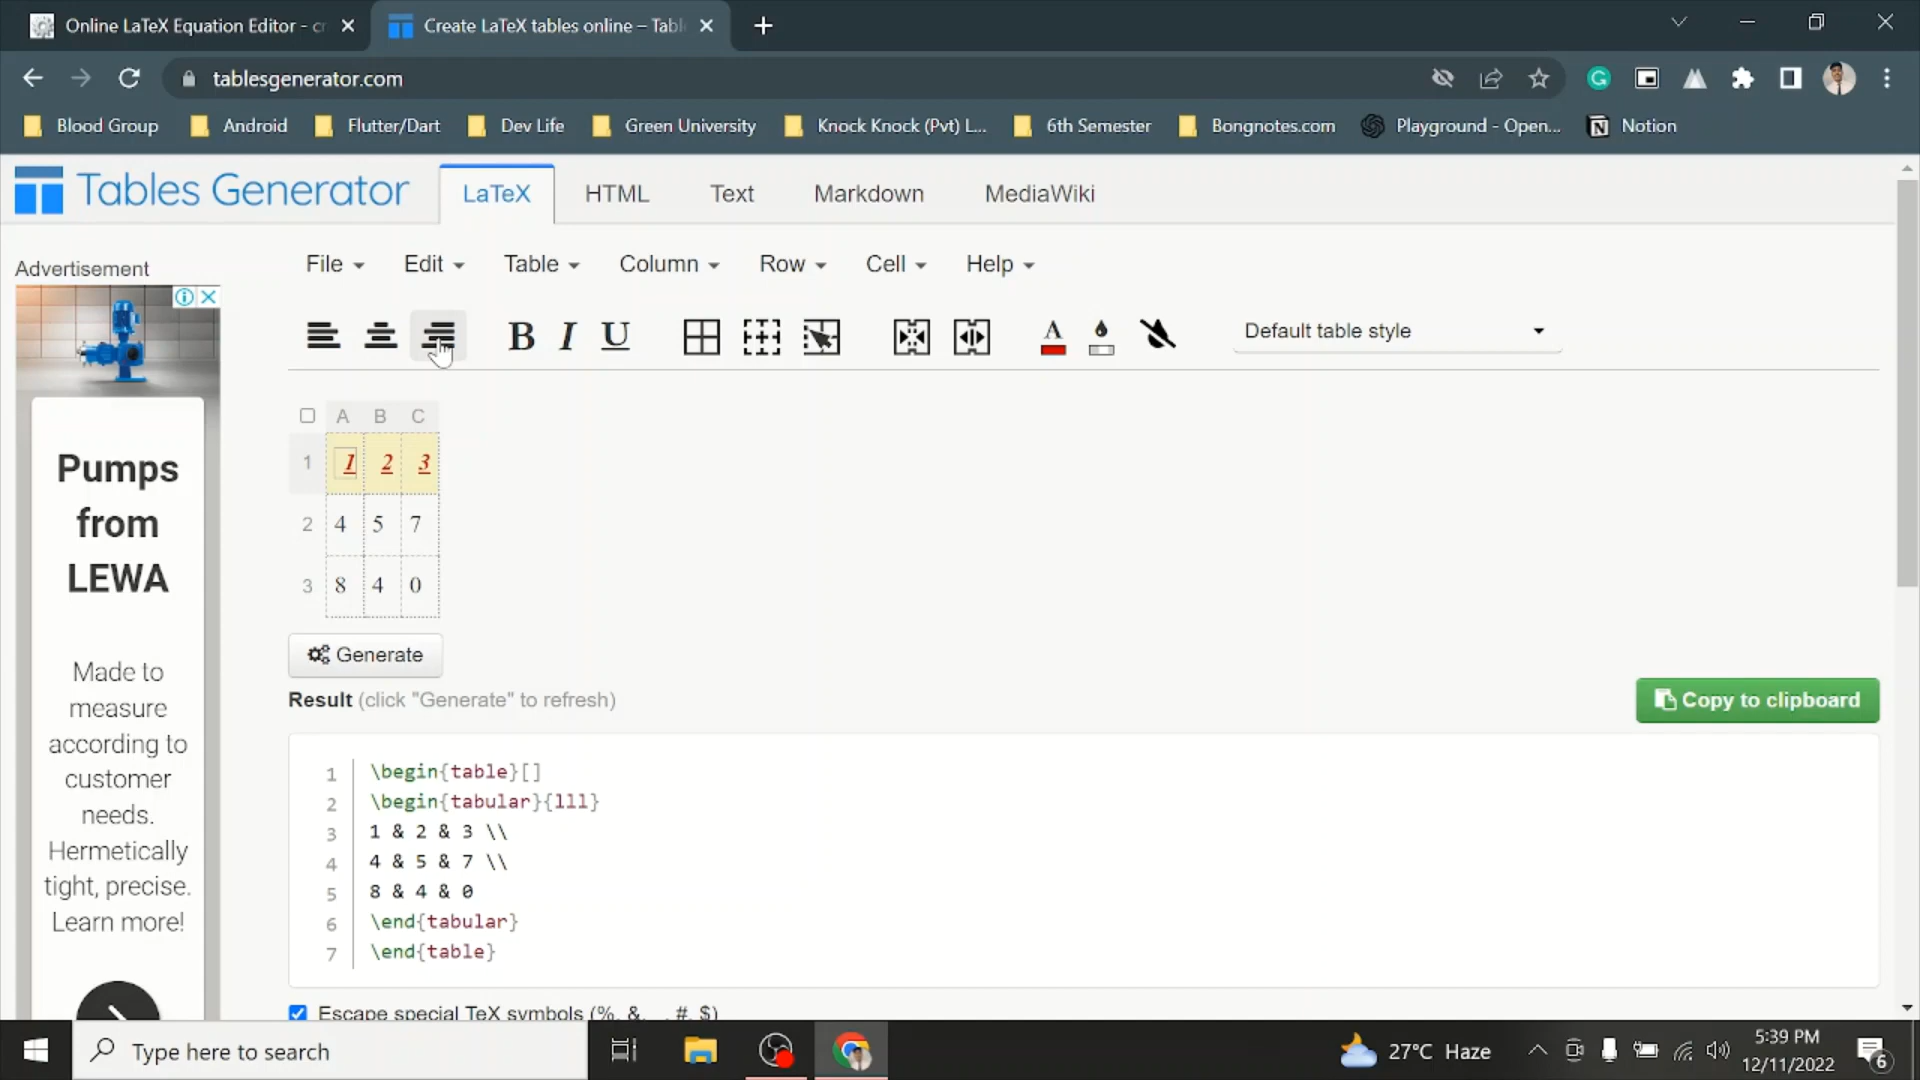 Online LaTeX Equation Editor - cr
Create LaTeX tables online – Tabl
tablesgenerator.com
Blood Group
Android
Flutter/Dart
Dev Life
Green University
Knock Knock (Pvt) L...
6th Semester
Bongnotes.com
Playground - Open...
Notion
Tables Generator
LaTeX
HTML
Text
Markdown
MediaWiki
Advertisement
File
Edit
Table
Column
Row
Cell
Help
B I U
A
Default table style
A B C
1 1 2 3
2 4 5 7
3 8 4 0
Pumps
from
LEWA
Made to
measure
according to
customer
needs.
Hermetically
tight, precise.
Learn more!
Generate
Result (click "Generate" to refresh)
Copy to clipboard
1 \begin{table}[]
2 \begin{tabular}{lll}
3 1 & 2 & 3 \\
4 4 & 5 & 7 \\
5 8 & 4 & 0
6 \end{tabular}
7 \end{table}
Escape special TeX symbols (%, &, _, #, $)
Type here to search
27°C Haze
5:39 PM
12/11/2022
6